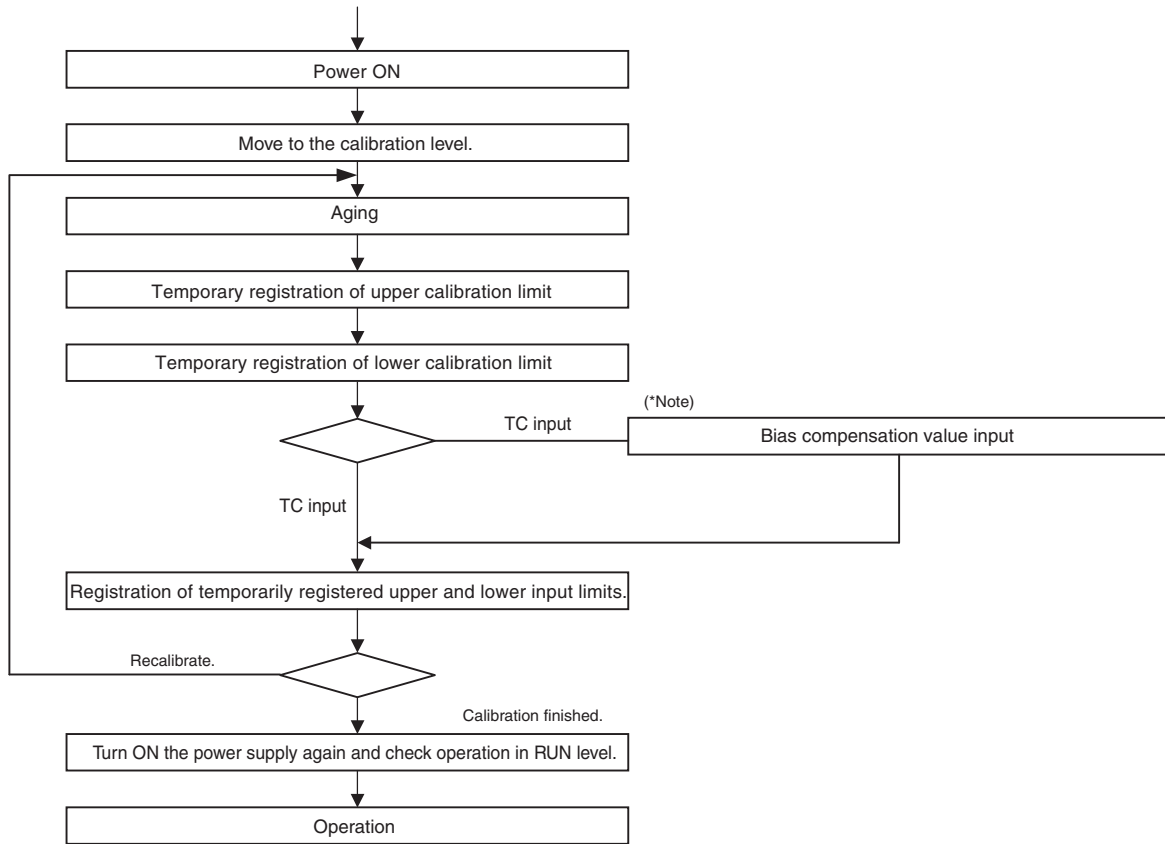 Power ON
Move to the calibration level.
Aging
Temporary registration of upper calibration limit
Temporary registration of lower calibration limit
(*Note)
TC input
Bias compensation value input
TC input
Registration of temporarily registered upper and lower input limits.
Recalibrate.
Calibration finished.
Turn ON the power supply again and check operation in RUN level.
Operation